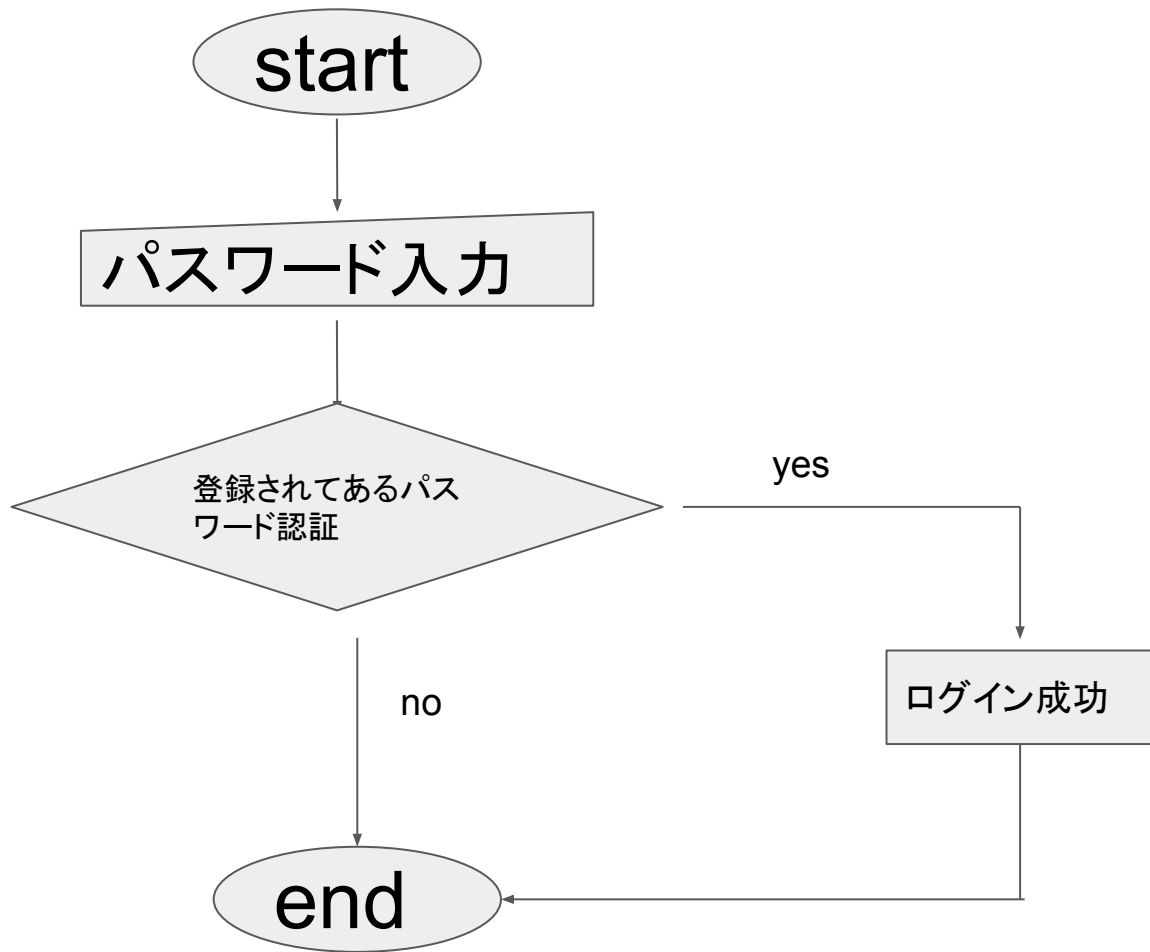 start
パスワード入力
登録されてあるパス
ワード認証
yes
no
ログイン成功
end